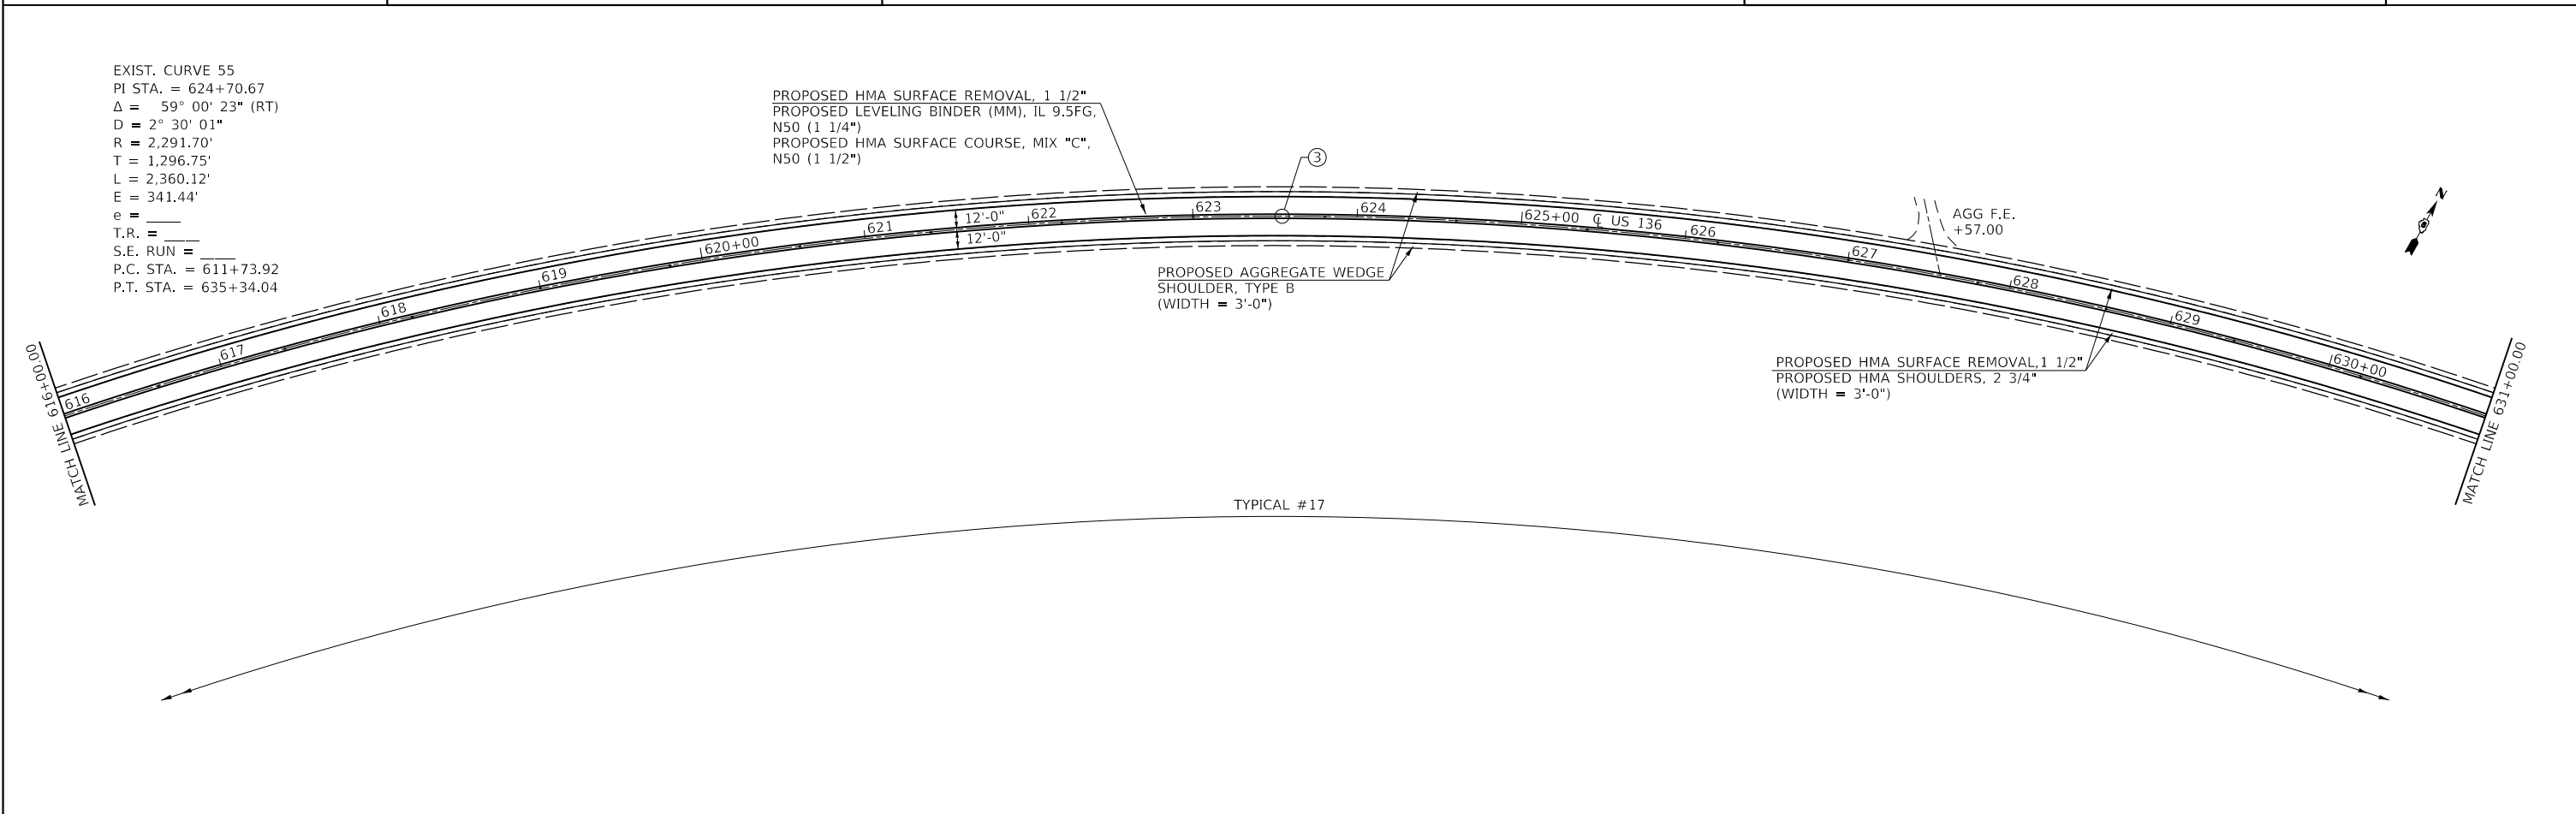 EXIST. CURVE 55
PI STA. = 624+70.67
Δ = 59° 00' 23" (RT)
D = 2° 30' 01"
R = 2,291.70'
T = 1,296.75'
L = 2,360.12'
E = 341.44'
e = ____
T.R. = ____
S.E. RUN = ____
P.C. STA. = 611+73.92
P.T. STA. = 635+34.04
PROPOSED HMA SURFACE REMOVAL, 1 1/2"
PROPOSED LEVELING BINDER (MM), IL 9.5FG,
N50 (1 1/4")
PROPOSED HMA SURFACE COURSE, MIX "C",
N50 (1 1/2")
3
N
AGG F.E.
+57.00
12'-0"
12'-0"
616
617
618
619
620+00
621
622
623
624
625+00
℄ US 136
626
627
628
629
630+00
PROPOSED AGGREGATE WEDGE
SHOULDER, TYPE B
(WIDTH = 3'-0")
PROPOSED HMA SURFACE REMOVAL,1 1/2"
PROPOSED HMA SHOULDERS, 2 3/4"
(WIDTH = 3'-0")
MATCH LINE 616+00.00
MATCH LINE 631+00.00
TYPICAL #17